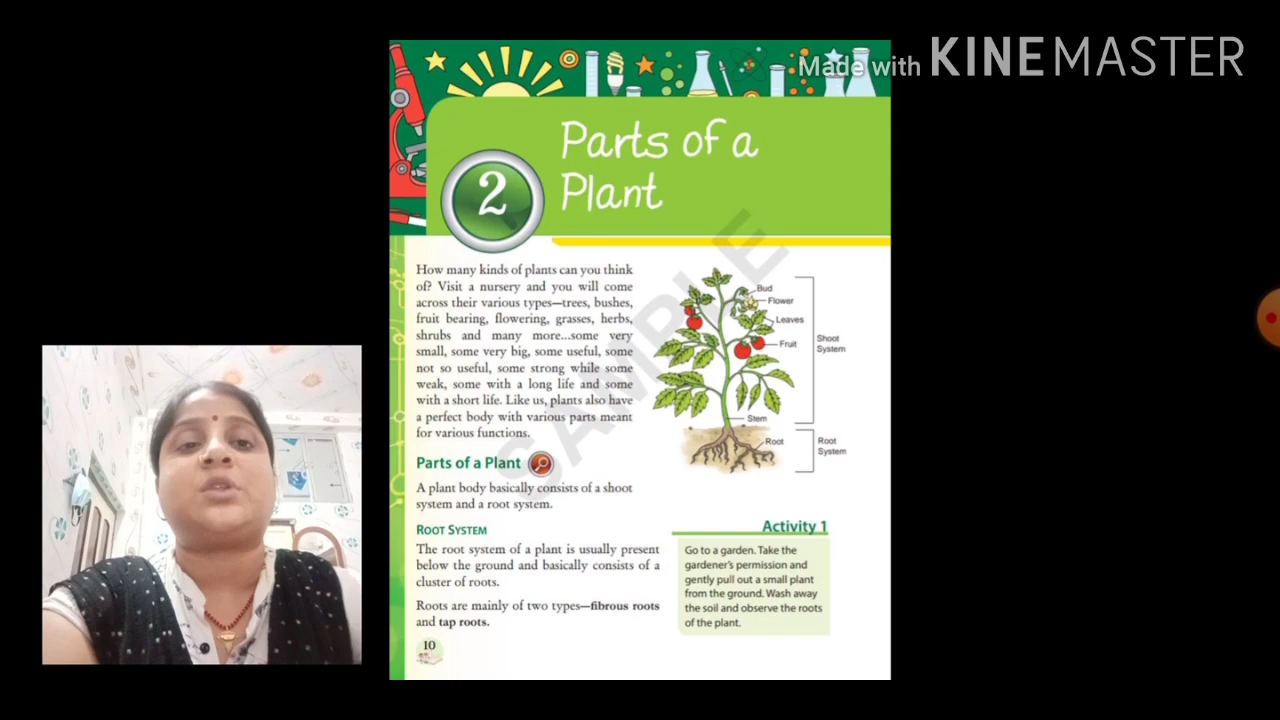 Made with KINEMASTER
Parts of a
Plant
2
How many kinds of plants can you think
of? Visit a nursery and you will come
across their various types—trees, bushes,
fruit bearing, flowering, grasses, herbs,
shrubs and many more...some very
small, some very big, some useful, some
not so useful, some strong while some
weak, some with a long life and some
with a short life. Like us, plants also have
a perfect body with various parts meant
for various functions.
Bud
Flower
Leaves
Fruit
Shoot
System
Stem
Root
Root
System
SAMPLE
Parts of a Plant
A plant body basically consists of a shoot
system and a root system.
ROOT SYSTEM
The root system of a plant is usually present
below the ground and basically consists of a
cluster of roots.
Roots are mainly of two types—fibrous roots
and tap roots.
Activity 1
Go to a garden. Take the
gardener's permission and
gently pull out a small plant
from the ground. Wash away
the soil and observe the roots
of the plant.
10